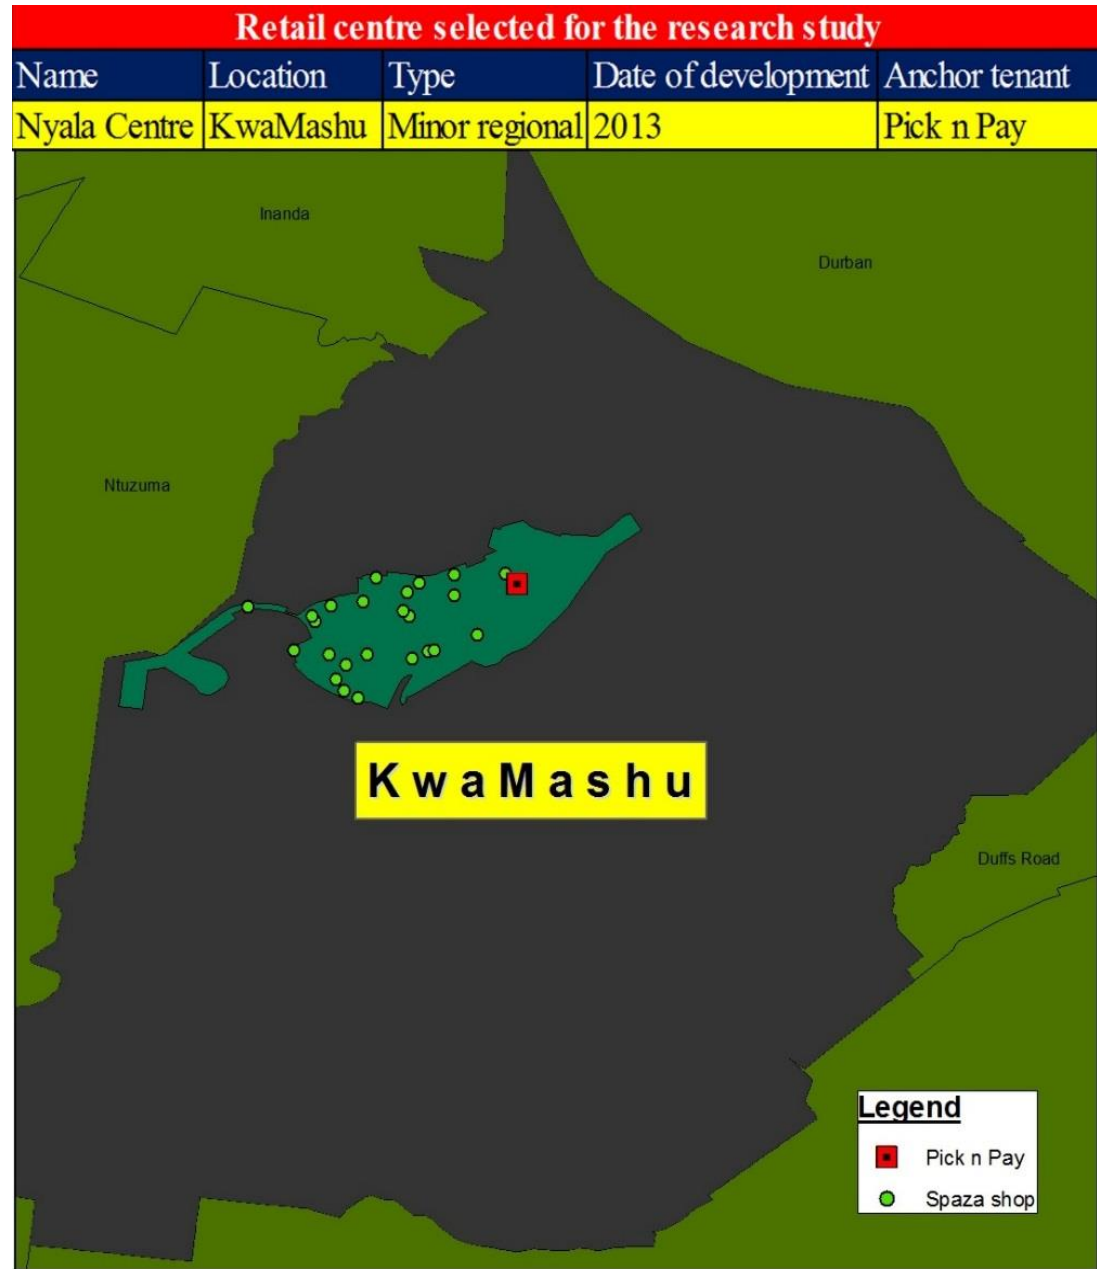 Retail centre selected for the research study
Name Location Type Date of development Anchor tenant
Nyala Centre KwaMashu Minor regional 2013 Pick n Pay
Inanda
Durban
Ntuzuma
KwaMashu
Duffs Road
Legend
Pick n Pay
Spaza shop